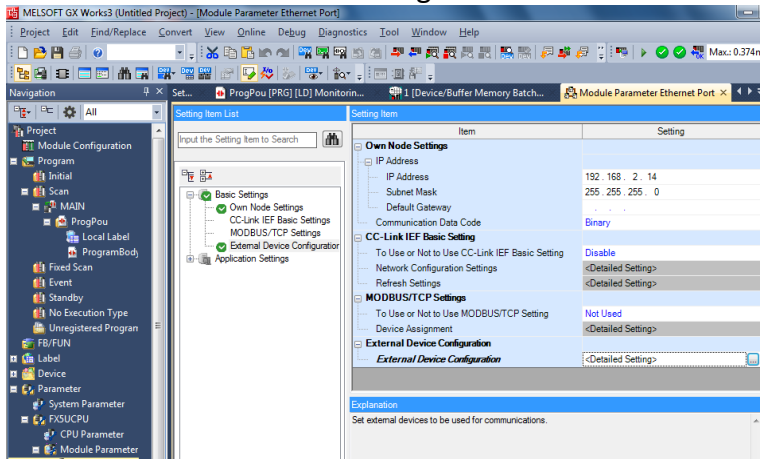 MELSOFT GX Works3 (Untitled Project) - [Module Parameter Ethernet Port]
Project Edit Find/Replace Convert View Online Debug Diagnostics Tool Window Help
Max.: 0.374m
Navigation
All
Project
Module Configuration
Program
Initial
Scan
MAIN
ProgPou
Local Label
ProgramBody
Fixed Scan
Event
Standby
No Execution Type
Unregistered Program
FB/FUN
Label
Device
Parameter
System Parameter
FX5UCPU
CPU Parameter
Module Parameter
Set... ProgPou [PRG] [LD] Monitorin... 1 [Device/Buffer Memory Batch... Module Parameter Ethernet Port
Setting Item List
Input the Setting Item to Search
Basic Settings
Own Node Settings
CC-Link IEF Basic Settings
MODBUS/TCP Settings
External Device Configuration
Application Settings
Setting Item
Item Setting
Own Node Settings
IP Address
IP Address 192 . 168 . 2 . 14
Subnet Mask 255 . 255 . 255 . 0
Default Gateway . . .
Communication Data Code Binary
CC-Link IEF Basic Setting
To Use or Not to Use CC-Link IEF Basic Setting Disable
Network Configuration Settings <Detailed Setting>
Refresh Settings <Detailed Setting>
MODBUS/TCP Settings
To Use or Not to Use MODBUS/TCP Setting Not Used
Device Assignment <Detailed Setting>
External Device Configuration
External Device Configuration <Detailed Setting>
Explanation
Set external devices to be used for communications.